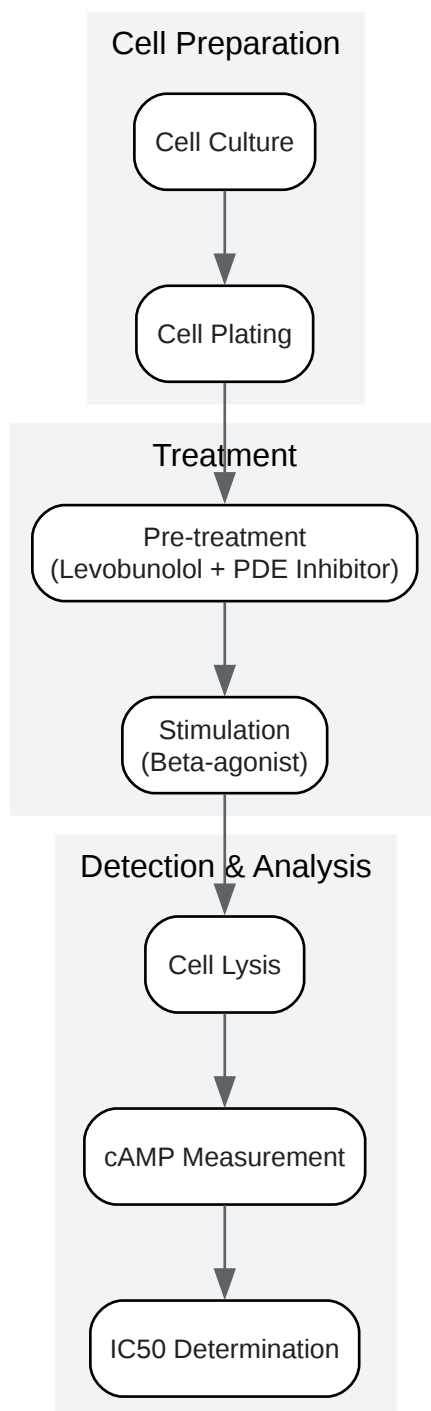 Cell Preparation
Cell Culture
Cell Plating
Treatment
Pre-treatment
(Levobunolol + PDE Inhibitor)
Stimulation
(Beta-agonist)
Detection & Analysis
Cell Lysis
cAMP Measurement
IC50 Determination